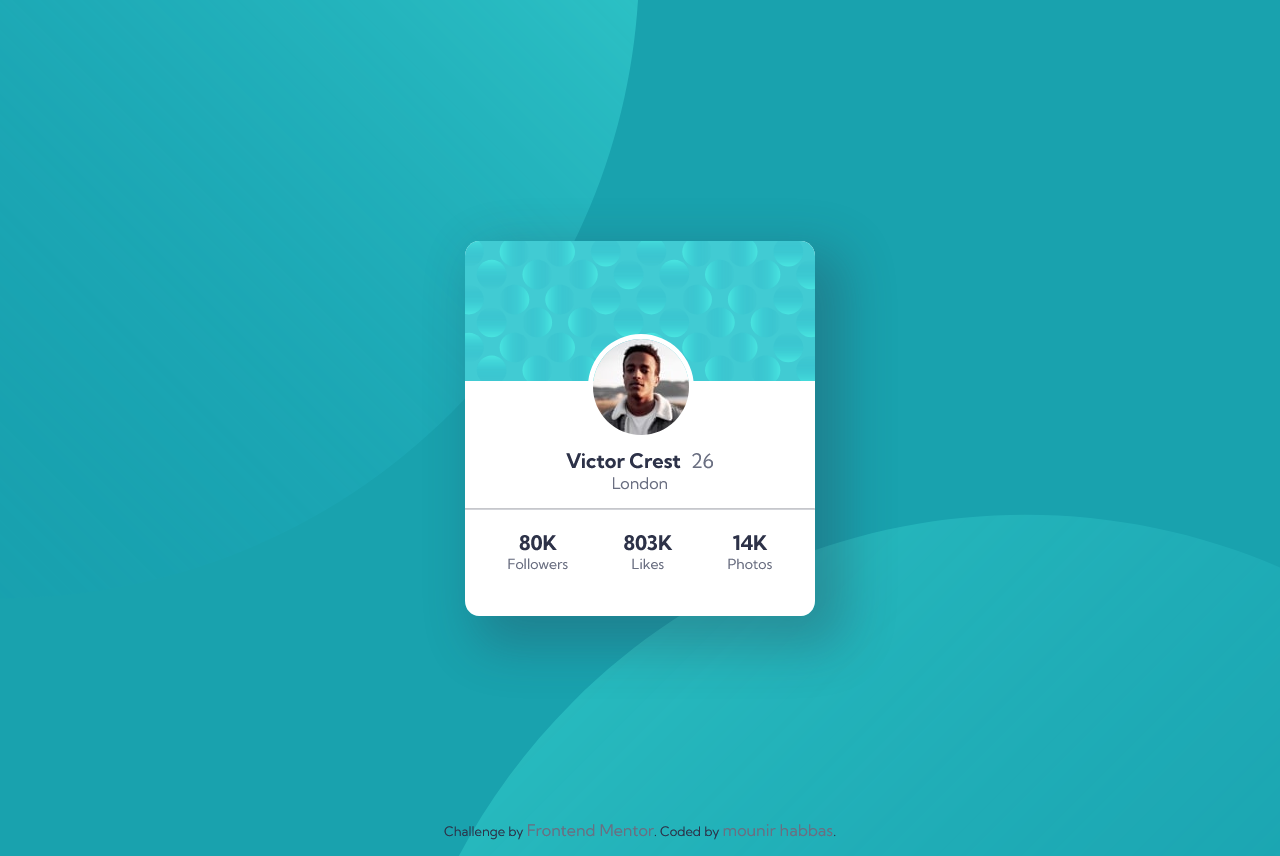 Victor Crest 26
London
80K 803K 14K
Followers Likes Photos
Challenge by Frontend Mentor. Coded by mounir habbas.